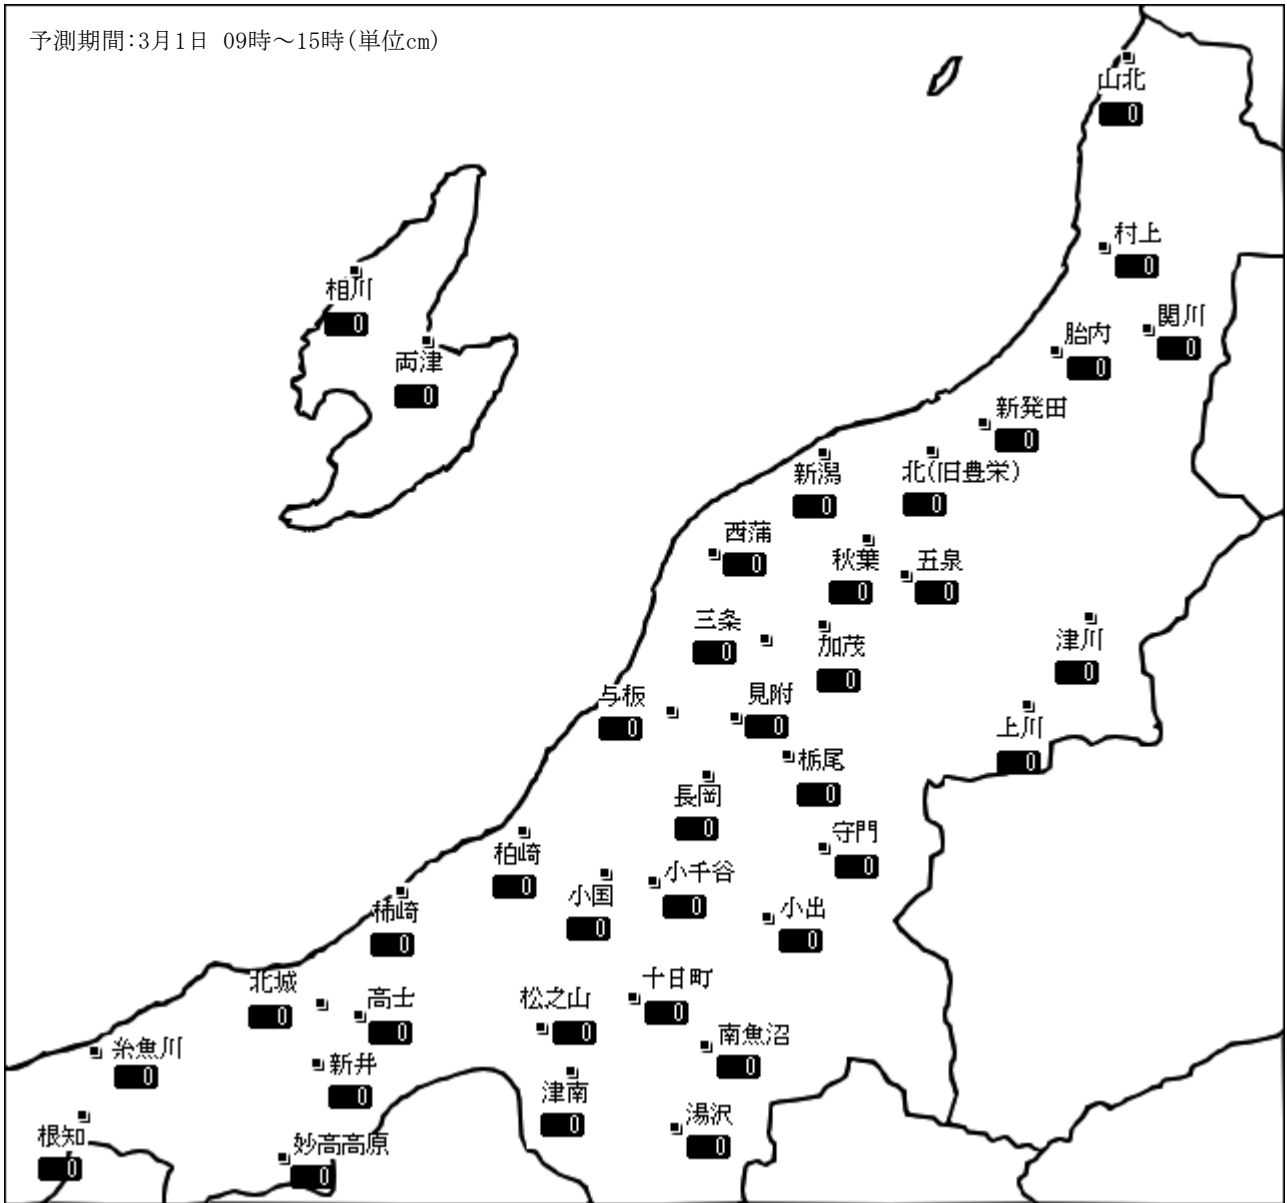 予測期間:3月1日 09時～15時(単位cm)
山北
0
村上
0
相川
0
関川
0
胎内
0
両津
0
新発田
0
新潟
0
北(旧豊栄)
0
西蒲
0
秋葉
0
五泉
0
三条
0
加茂
0
津川
0
与板
0
見附
0
上川
0
栃尾
0
長岡
0
守門
0
柏崎
0
小千谷
0
小国
0
小出
0
柿崎
0
北城
0
高士
0
松之山
0
十日町
0
南魚沼
0
糸魚川
0
新井
0
津南
0
湯沢
0
根知
0
妙高高原
0